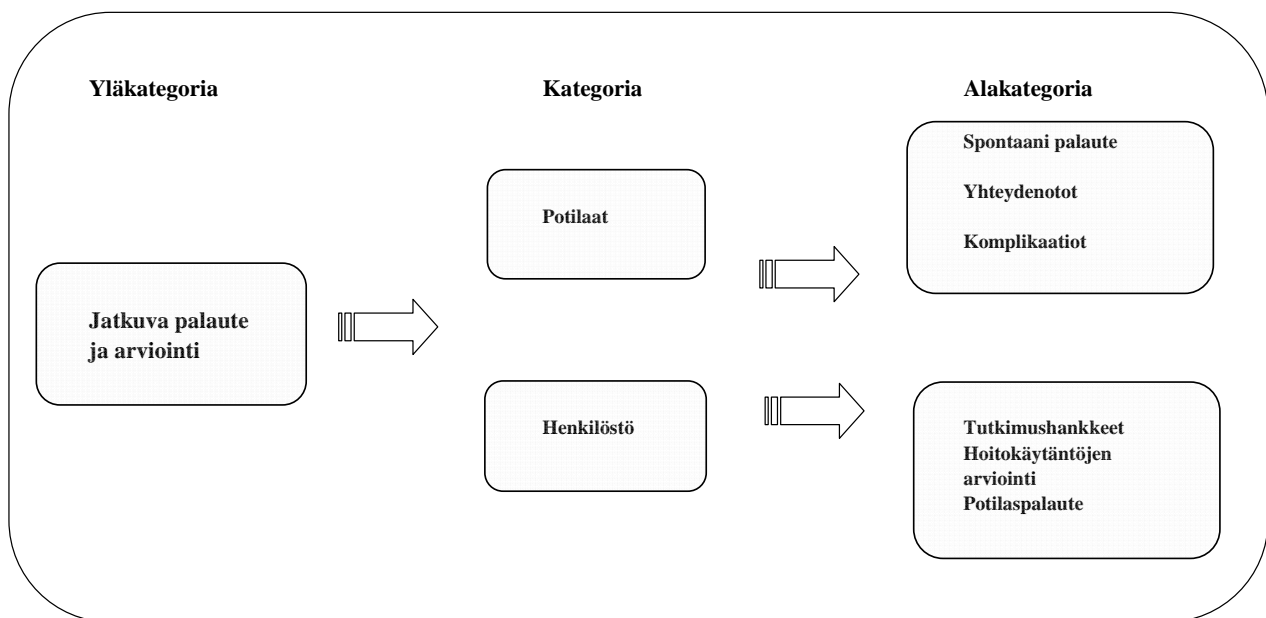 Yläkategoria
Kategoria
Alakategoria
Jatkuva palaute
ja arviointi
Potilaat
Henkilöstö
Spontaani palaute
Yhteydenotot
Komplikaatiot
Tutkimushankkeet
Hoitokäytäntöjen
arviointi
Potilaspalaute